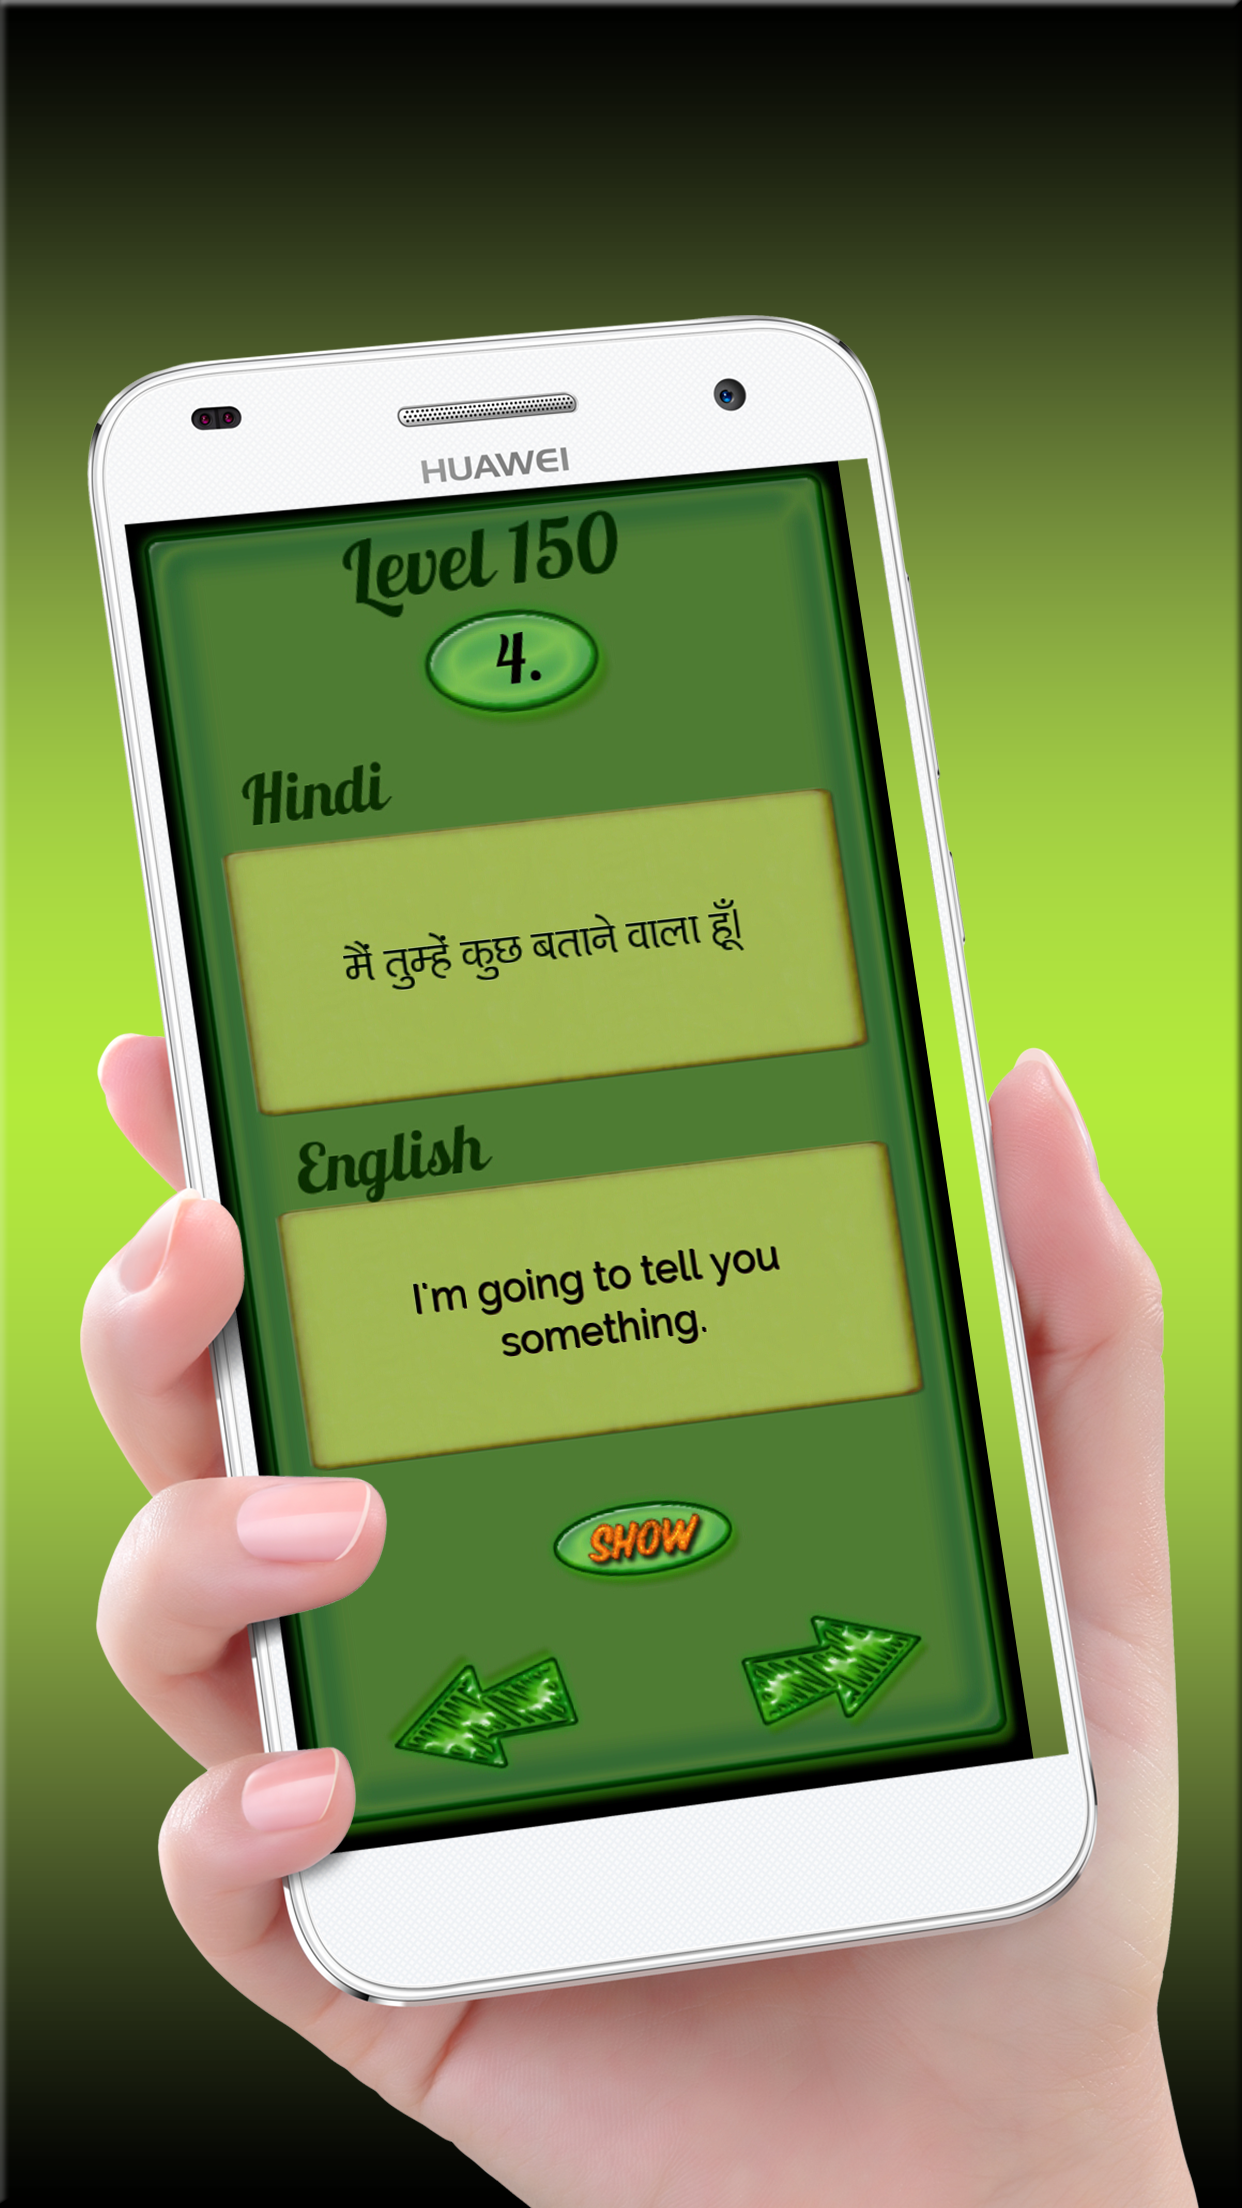 HUAWEI
Level 150
4.
Hindi
मैं तुम्हें कुछ बताने वाला हूँ।
English
I'm going to tell you
something.
SHOW